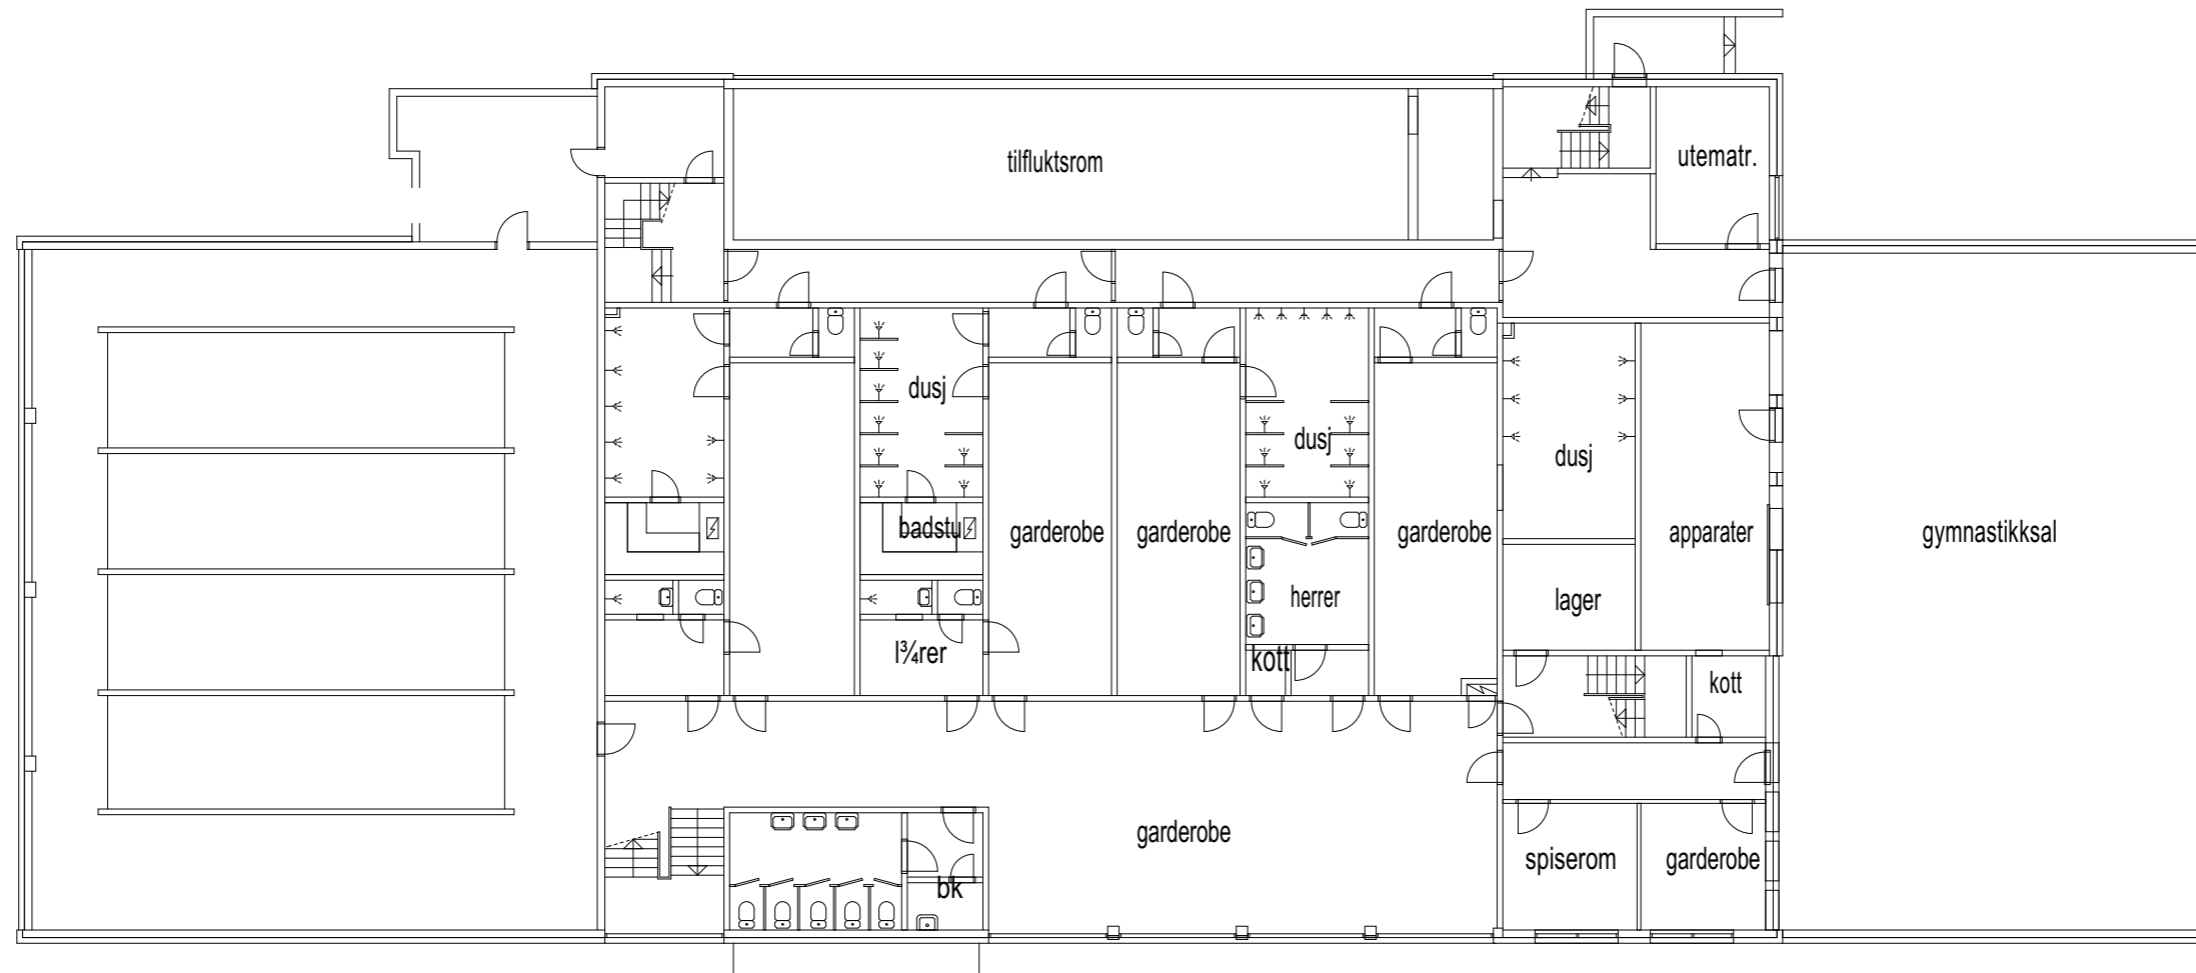 tilfluktsrom
utematr.
dusj
dusj
dusj
badstu
garderobe
garderobe
garderobe
apparater
gymnastikksal
herrer
lager
l¾rer
kott
kott
garderobe
spiserom
garderobe
bk